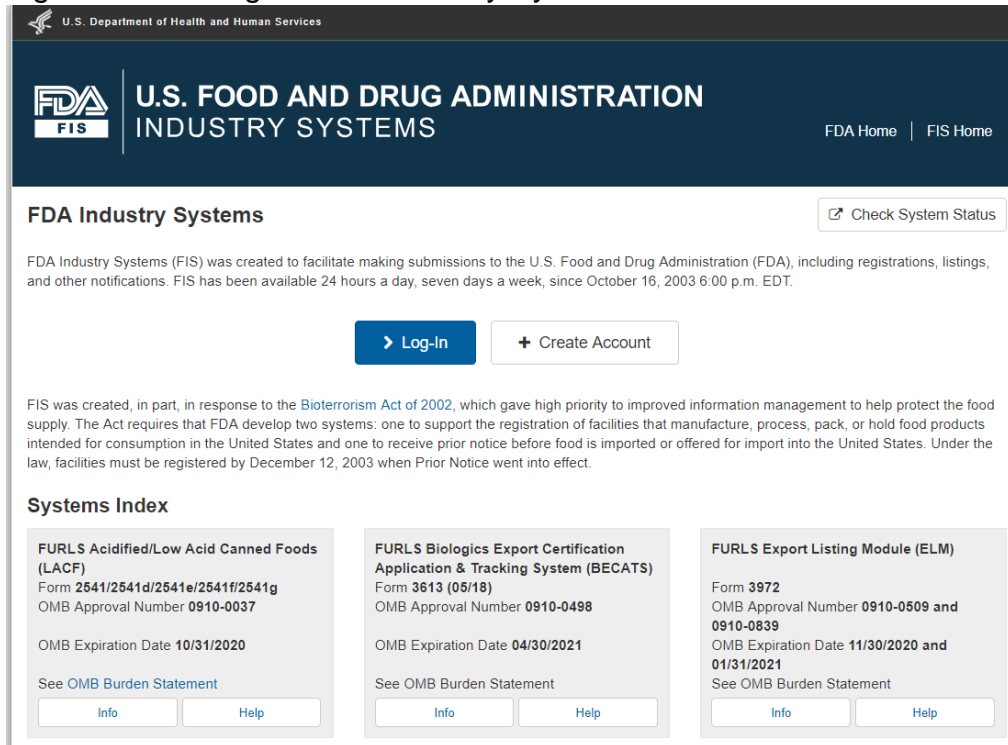 U.S. Department of Health and Human Services
FDA
FIS
U.S. FOOD AND DRUG ADMINISTRATION
INDUSTRY SYSTEMS
FDA Home | FIS Home
FDA Industry Systems
Check System Status
FDA Industry Systems (FIS) was created to facilitate making submissions to the U.S. Food and Drug Administration (FDA), including registrations, listings,
and other notifications. FIS has been available 24 hours a day, seven days a week, since October 16, 2003 6:00 p.m. EDT.
Log-In
Create Account
FIS was created, in part, in response to the Bioterrorism Act of 2002, which gave high priority to improved information management to help protect the food
supply. The Act requires that FDA develop two systems: one to support the registration of facilities that manufacture, process, pack, or hold food products
intended for consumption in the United States and one to receive prior notice before food is imported or offered for import into the United States. Under the
law, facilities must be registered by December 12, 2003 when Prior Notice went into effect.
Systems Index
FURLS Acidified/Low Acid Canned Foods
(LACF)
Form 2541/2541d/2541e/2541f/2541g
OMB Approval Number 0910-0037
OMB Expiration Date 10/31/2020
See OMB Burden Statement
Info
Help
FURLS Biologics Export Certification
Application & Tracking System (BECATS)
Form 3613 (05/18)
OMB Approval Number 0910-0498
OMB Expiration Date 04/30/2021
See OMB Burden Statement
Info
Help
FURLS Export Listing Module (ELM)
Form 3972
OMB Approval Number 0910-0509 and
0910-0839
OMB Expiration Date 11/30/2020 and
01/31/2021
See OMB Burden Statement
Info
Help